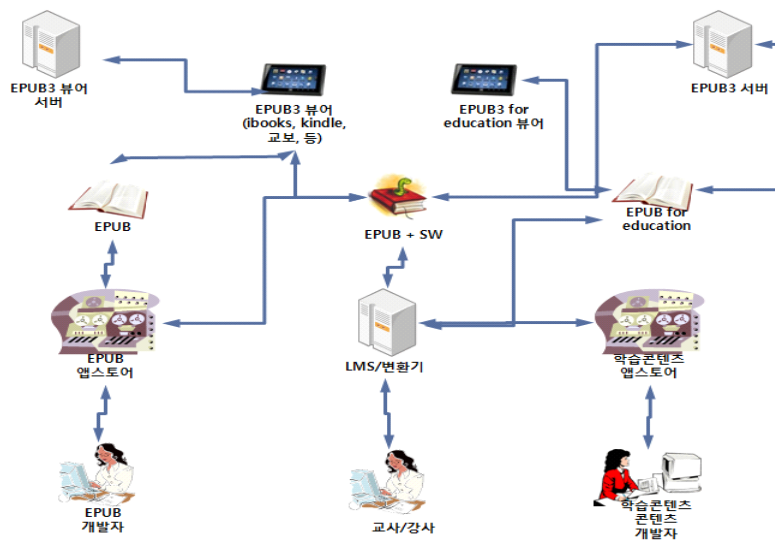 EPUB3 뷰어
서버
EPUB3 뷰어
(ibooks, kindle,
교보, 등)
EPUB3 for
education 뷰어
EPUB3 서버
EPUB
EPUB + SW
EPUB for
education
EPUB
앱스토어
LMS/변환기
학습콘텐츠
앱스토어
EPUB
개발자
교사/강사
학습콘텐츠
콘텐츠
개발자